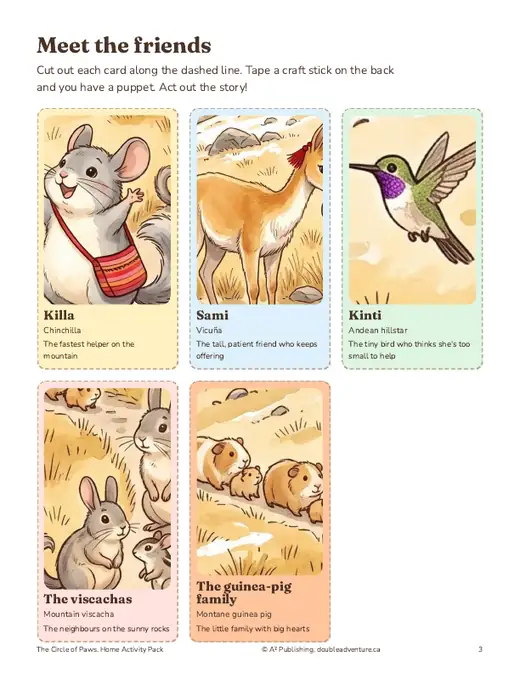 Meet the friends
Cut out each card along the dashed line. Tape a craft stick on the back
and you have a puppet. Act out the story!
Killa
Chinchilla
The fastest helper on the
mountain
Sami
Vicuña
The tall, patient friend who keeps
offering
Kinti
Andean hillstar
The tiny bird who thinks she's too
small to help
The viscachas
Mountain viscacha
The neighbours on the sunny rocks
The guinea-pig
family
Montane guinea pig
The little family with big hearts
The Circle of Paws. Home Activity Pack
© A² Publishing, doubleadventure.ca
3